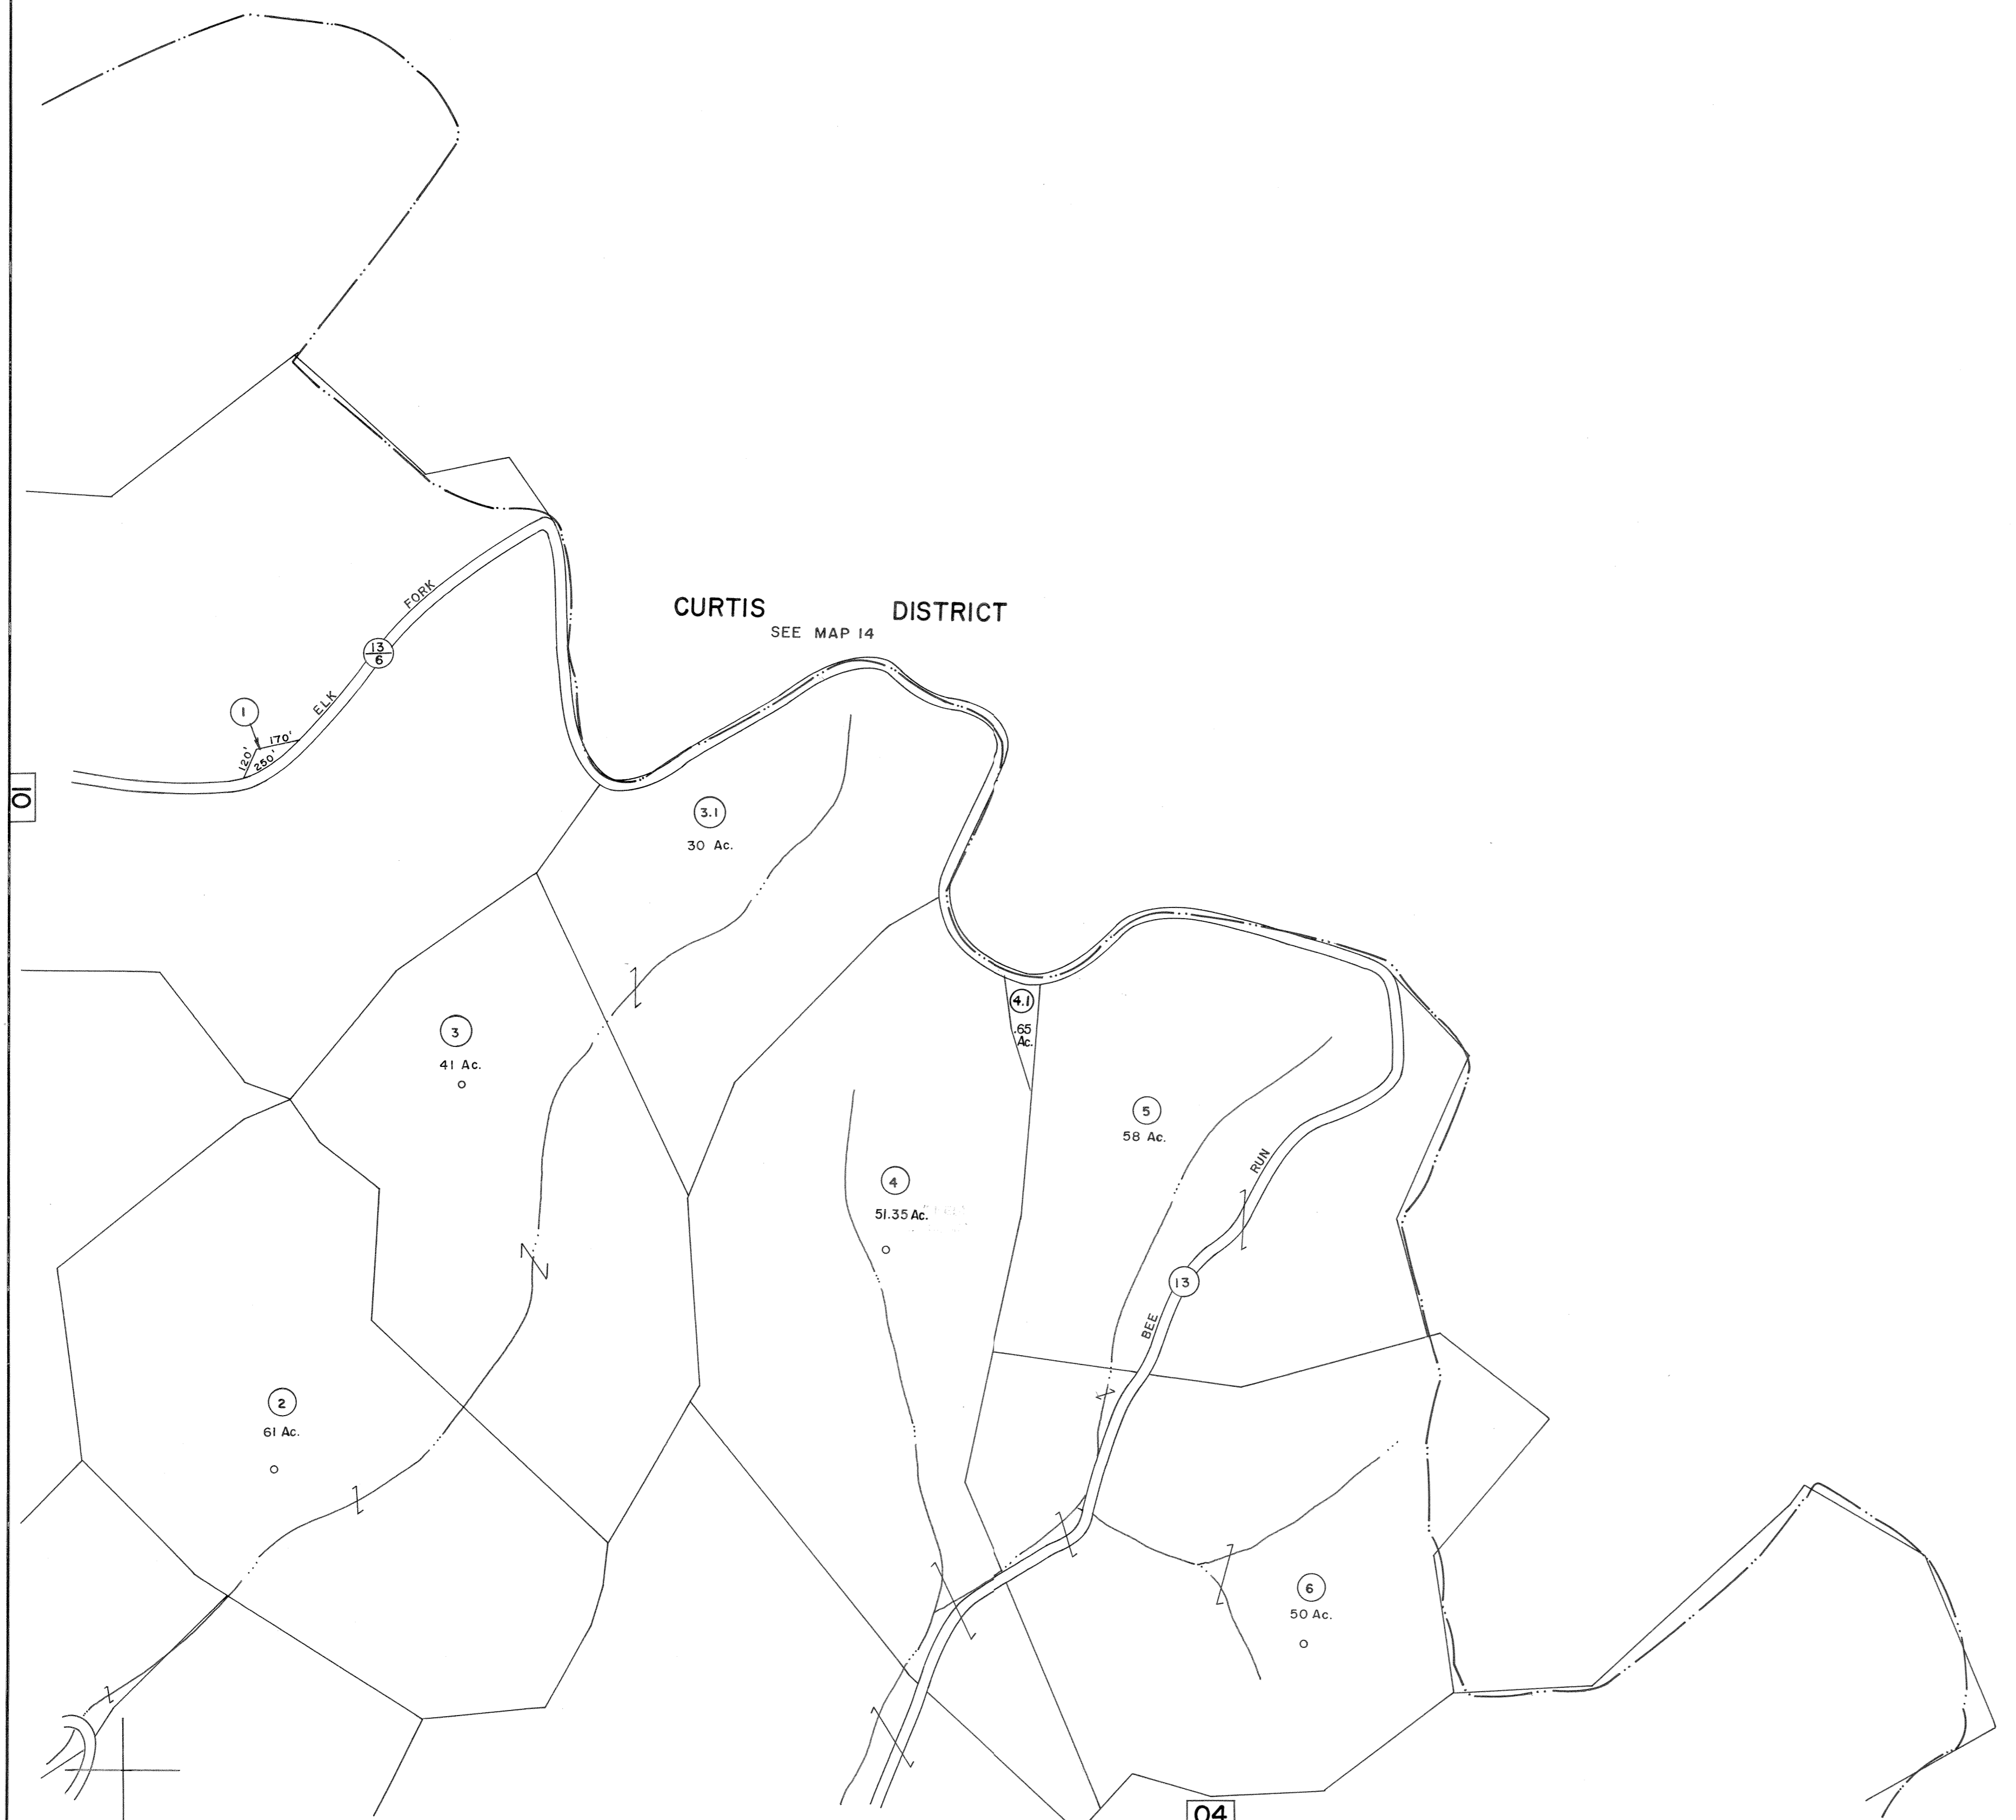 CURTIS DISTRICT
SEE MAP 14
FORK
13
6
ELK
1
170'
120'
250'
10
3.1
30 Ac.
4.1
.65
Ac.
3
41 Ac.
5
58 Ac.
RUN
4
51.35 Ac.
13
BEE
2
61 Ac.
6
50 Ac.
04